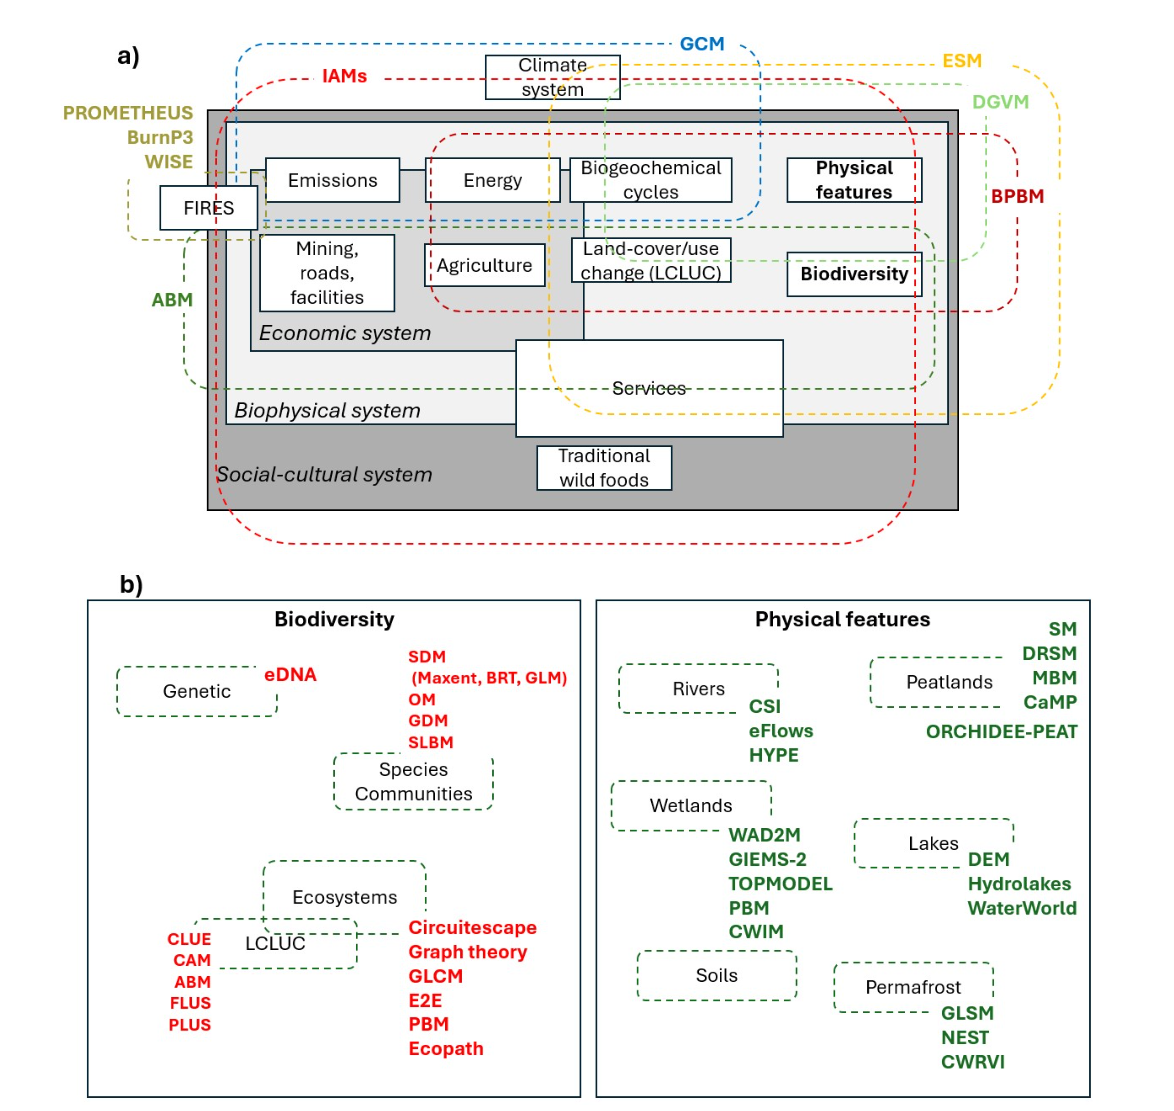 a)
GCM
ESM
Climate
system
IAMs
DGVM
PROMETHEUS
BurnP3
WISE
Emissions
Energy
Biogeochemical
cycles
Physical
features
BPBM
FIRES
Mining,
roads,
facilities
Agriculture
Land-cover/use
change (LCLUC)
Biodiversity
ABM
Economic system
Services
Biophysical system
Traditional
wild foods
Social-cultural system
b)
Biodiversity
Genetic
eDNA
SDM
(Maxent, BRT, GLM)
OM
GDM
SLBM
Species
Communities
Ecosystems
LCLUC
CLUE
CAM
ABM
FLUS
PLUS
Circuitescape
Graph theory
GLCM
E2E
PBM
Ecopath
Physical features
Rivers
CSI
eFlows
HYPE
Peatlands
SM
DRSM
MBM
CaMP
ORCHIDEE-PEAT
Wetlands
WAD2M
GIEMS-2
TOPMODEL
PBM
CWIM
Lakes
DEM
Hydrolakes
WaterWorld
Soils
Permafrost
GLSM
NEST
CWRVI